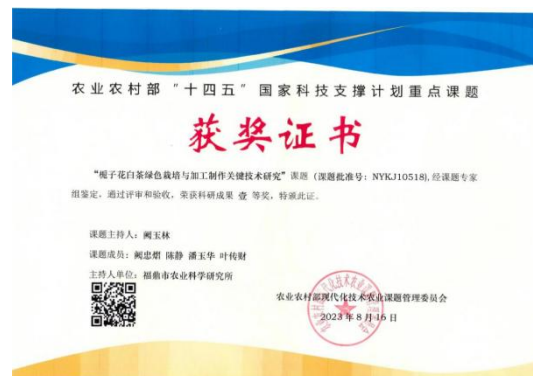 农业农村部“十四五”国家科技支撑计划重点课题
获奖证书
“栀子花白茶绿色栽培与加工制作关键技术研究”课题（课题批准号：NYKJ10518），经课题专家
组鉴定，通过评审和验收，荣获科研成果 壹 等奖，特颁此证。
课题主持人：阙玉林
课题成员：阙忠熠 陈静 潘玉华 叶传财
主持人单位：福鼎市农业科学研究所
农业农村部现代化技术农业课题管理委员会
2023年8月16日